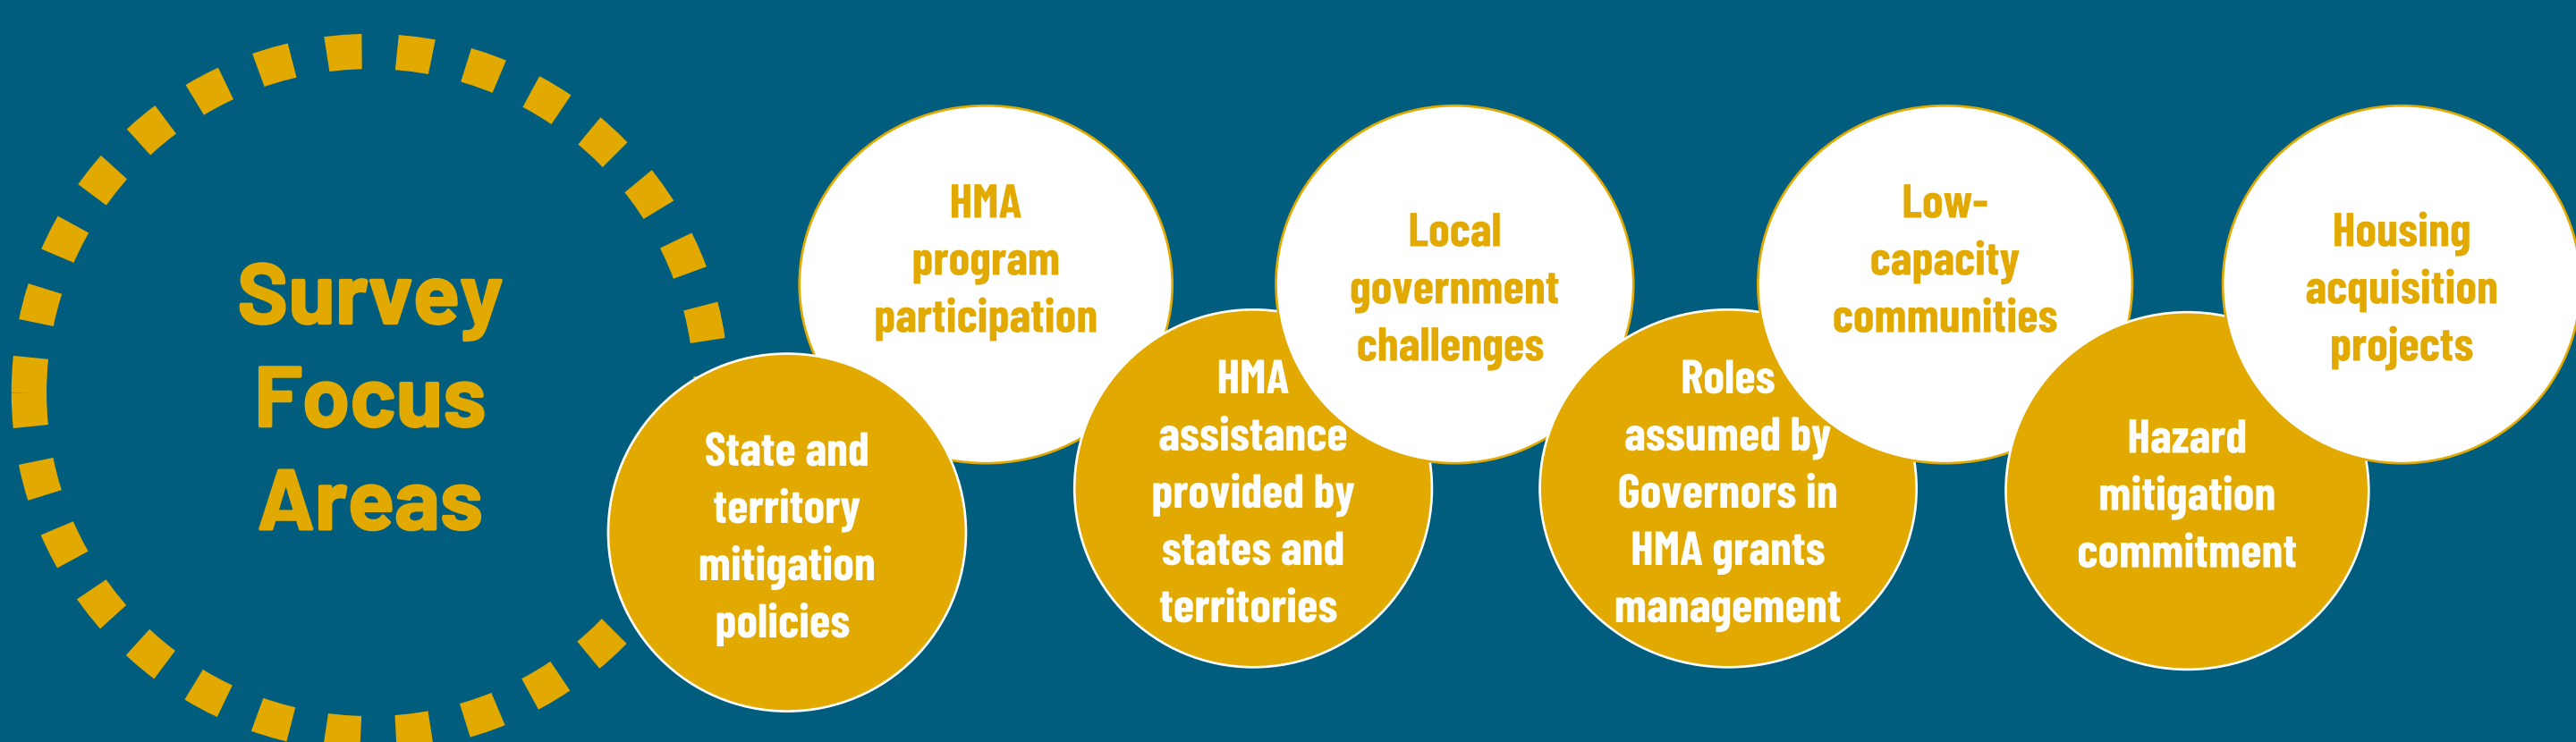 Survey
Focus
Areas
State and
territory
mitigation
policies
HMA
program
participation
HMA
assistance
provided by
states and
territories
Local
government
challenges
Roles
assumed by
Governors in
HMA grants
management
Low-
capacity
communities
Hazard
mitigation
commitment
Housing
acquisition
projects